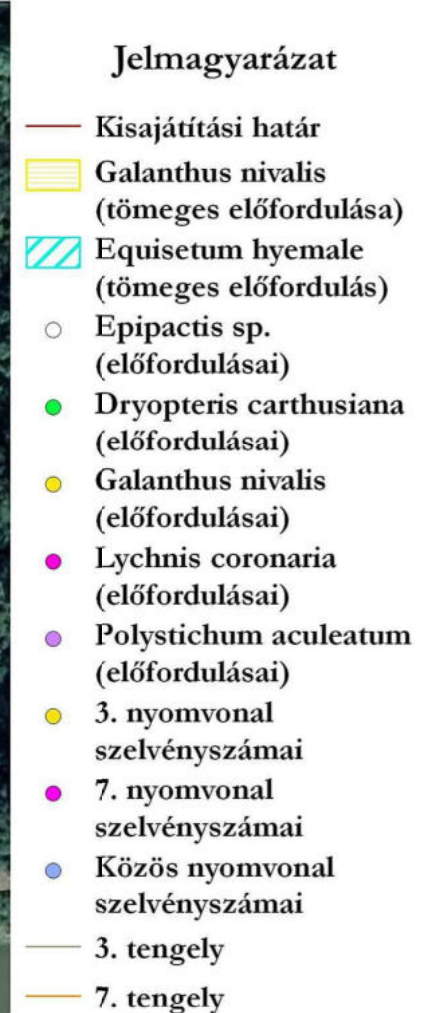 Jelmagyarázat
Kisajátítási határ
Galanthus nivalis
(tömeges előfordulása)
Equisetum hyemale
(tömeges előfordulás)
Epipactis sp.
(előfordulásai)
Dryopteris carthusiana
(előfordulásai)
Galanthus nivalis
(előfordulásai)
Lychnis coronaria
(előfordulásai)
Polystichum aculeatum
(előfordulásai)
3. nyomvonal
szelvényszámai
7. nyomvonal
szelvényszámai
Közös nyomvonal
szelvényszámai
3. tengely
7. tengely